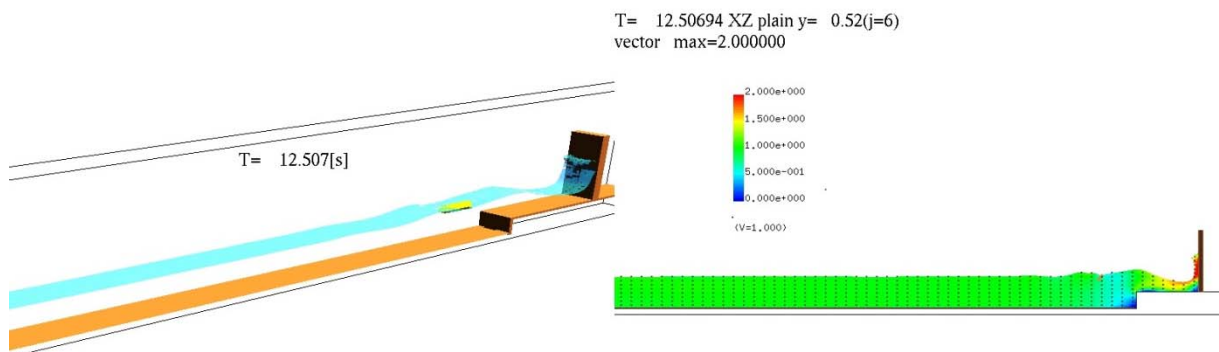 T=    12.50694 XZ plain y=   0.52(j=6)
vector   max=2.000000
T=    12.507[s]
2.000e+000
1.500e+000
1.000e+000
5.000e-001
0.000e+000
(V=1.000)